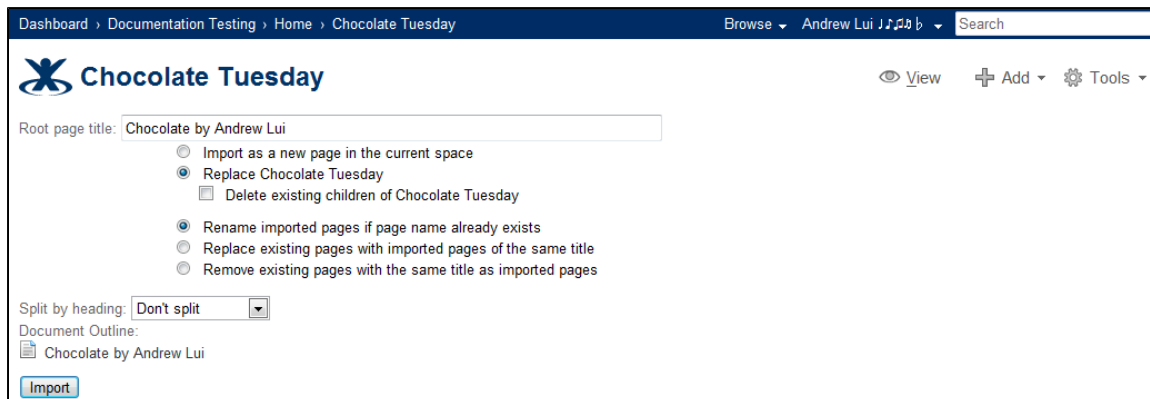 Dashboard › Documentation Testing › Home › Chocolate Tuesday Browse Andrew Lui ♩♪♫♬♭ Search
Chocolate Tuesday View Add Tools
Root page title: Chocolate by Andrew Lui
Import as a new page in the current space
Replace Chocolate Tuesday
Delete existing children of Chocolate Tuesday
Rename imported pages if page name already exists
Replace existing pages with imported pages of the same title
Remove existing pages with the same title as imported pages
Split by heading: Don't split
Document Outline:
Chocolate by Andrew Lui
Import